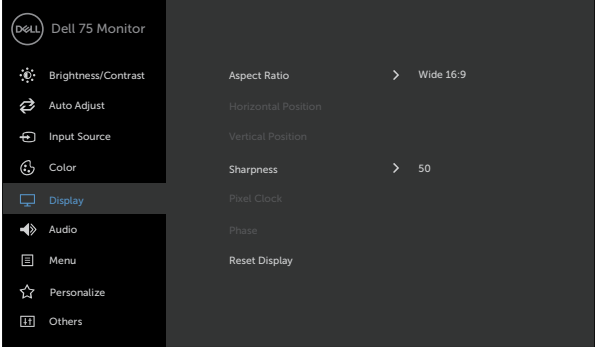 DELL Dell 75 Monitor
Brightness/Contrast
Auto Adjust
Input Source
Color
Display
Audio
Menu
Personalize
Others
Aspect Ratio > Wide 16:9
Horizontal Position
Vertical Position
Sharpness > 50
Pixel Clock
Phase
Reset Display